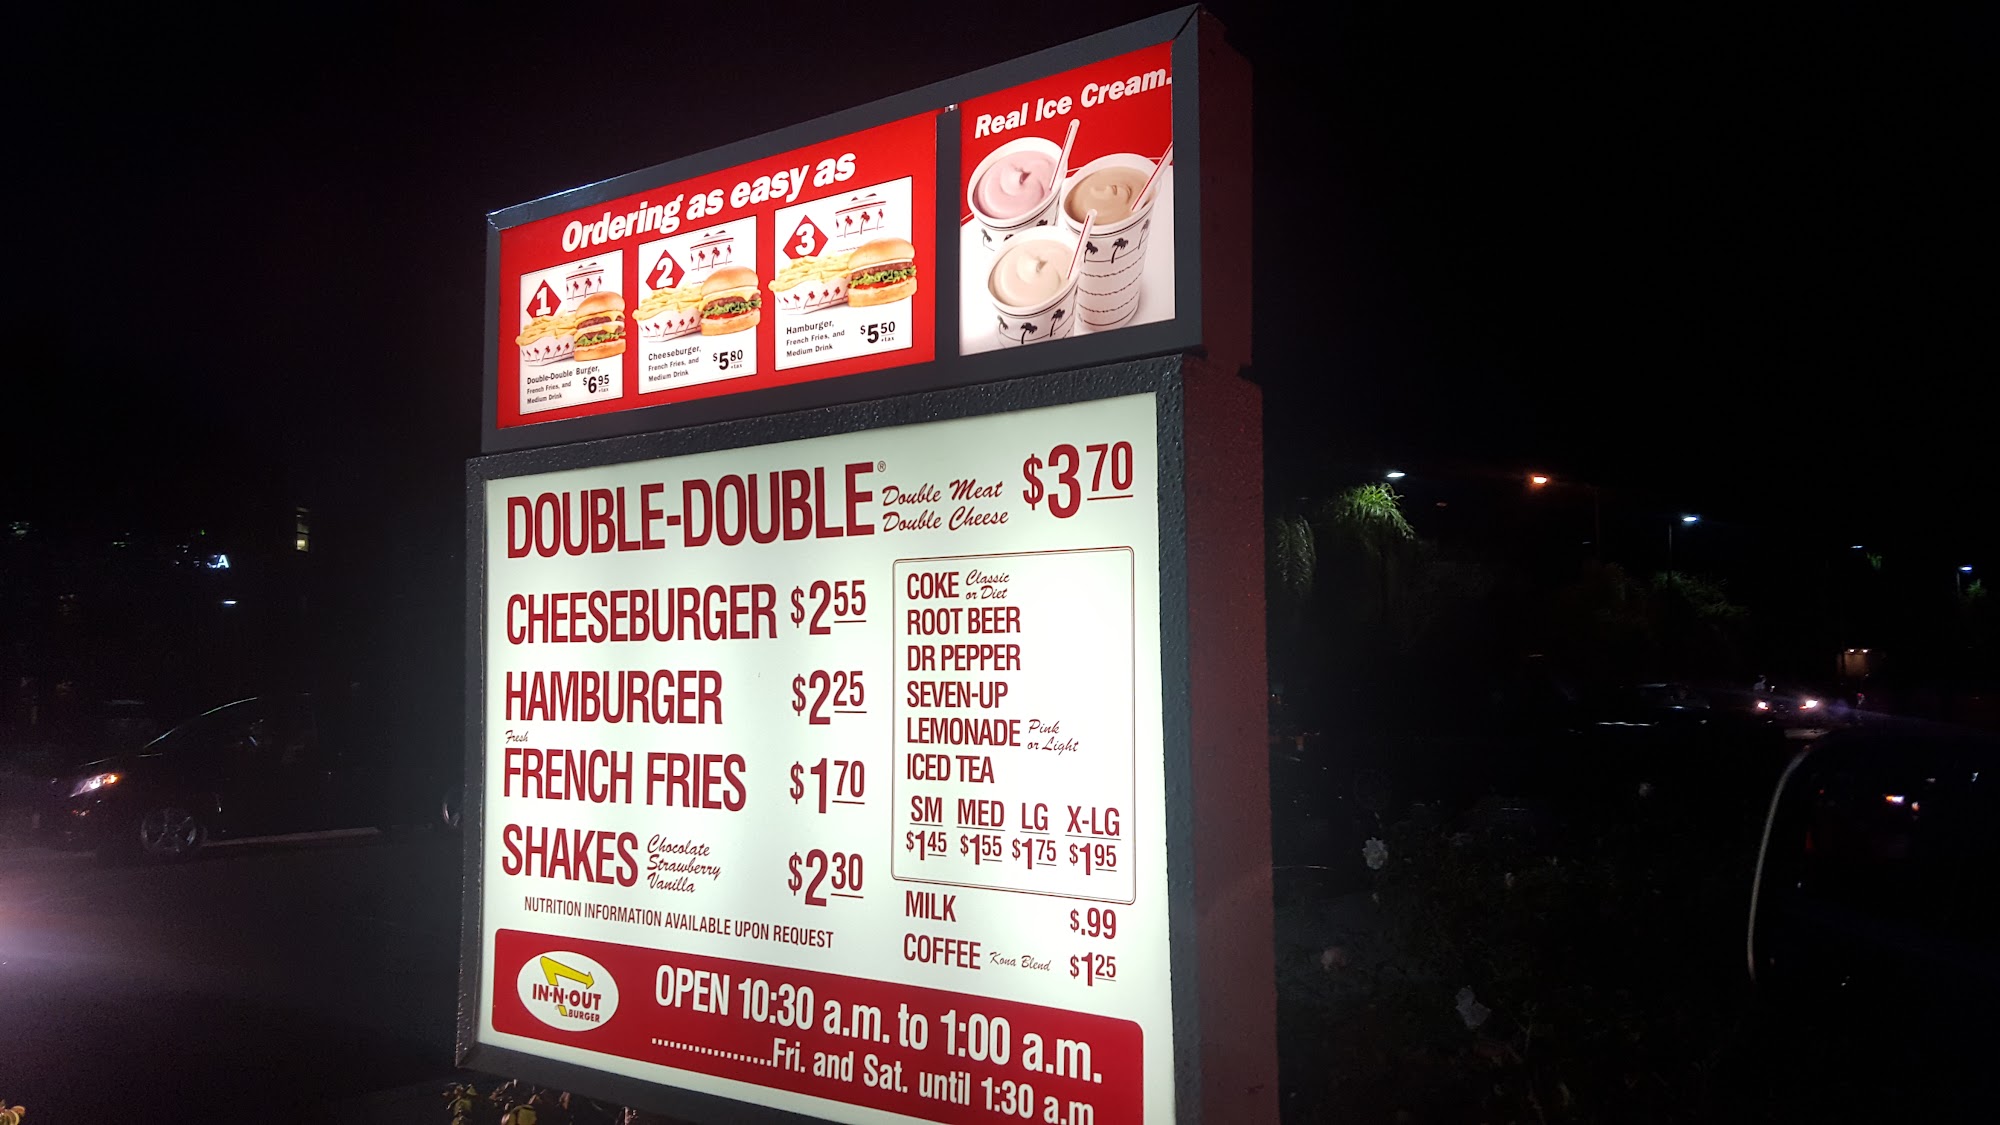 Ordering as easy as
1
Double-Double Burger,
French Fries, and
Medium Drink
$6.95
+tax
2
Cheeseburger,
French Fries, and
Medium Drink
$5.80
+tax
3
Hamburger,
French Fries, and
Medium Drink
$5.50
+tax
Real Ice Cream.
DOUBLE-DOUBLE® Double Meat
Double Cheese
$3.70
CHEESEBURGER $2.55
HAMBURGER $2.25
Fresh
FRENCH FRIES $1.70
SHAKES Chocolate
Strawberry
Vanilla
$2.30
NUTRITION INFORMATION AVAILABLE UPON REQUEST
COKE Classic
or Diet
ROOT BEER
DR PEPPER
SEVEN-UP
LEMONADE Pink
or Light
ICED TEA
SM MED LG X-LG
$1.45 $1.55 $1.75 $1.95
MILK $.99
COFFEE Kona Blend $1.25
IN-N-OUT
BURGER
OPEN 10:30 a.m. to 1:00 a.m.
...................Fri. and Sat. until 1:30 a.m